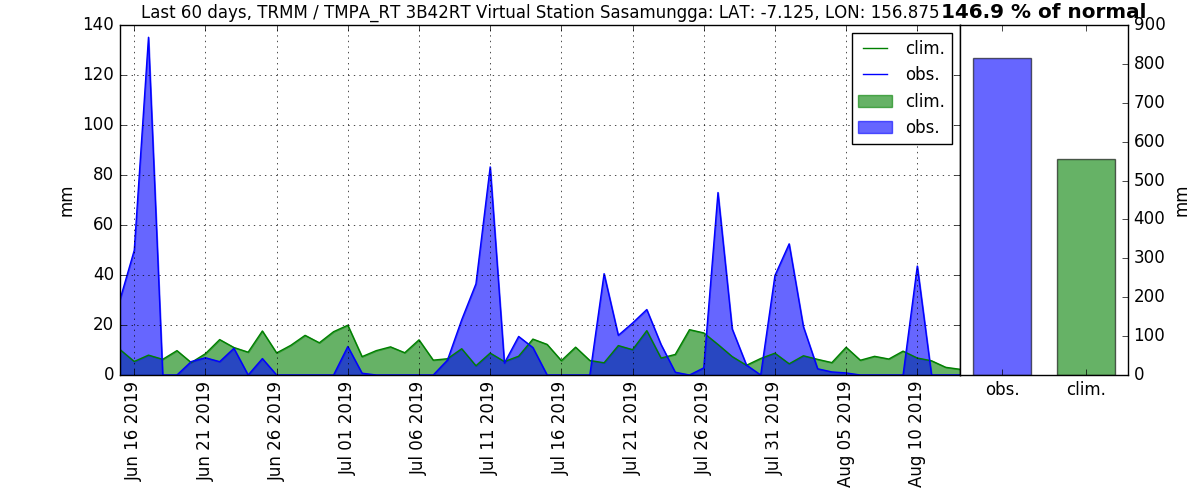 Last 60 days, TRMM / TMPA_RT 3B42RT Virtual Station Sasamungga: LAT: -7.125, LON: 156.875
146.9 % of normal
140
120
100
80
60
40
20
0
mm
clim.
obs.
clim.
obs.
Jun 16 2019
Jun 21 2019
Jun 26 2019
Jul 01 2019
Jul 06 2019
Jul 11 2019
Jul 16 2019
Jul 21 2019
Jul 26 2019
Jul 31 2019
Aug 05 2019
Aug 10 2019
900
800
700
600
500
400
300
200
100
0
mm
obs.
clim.